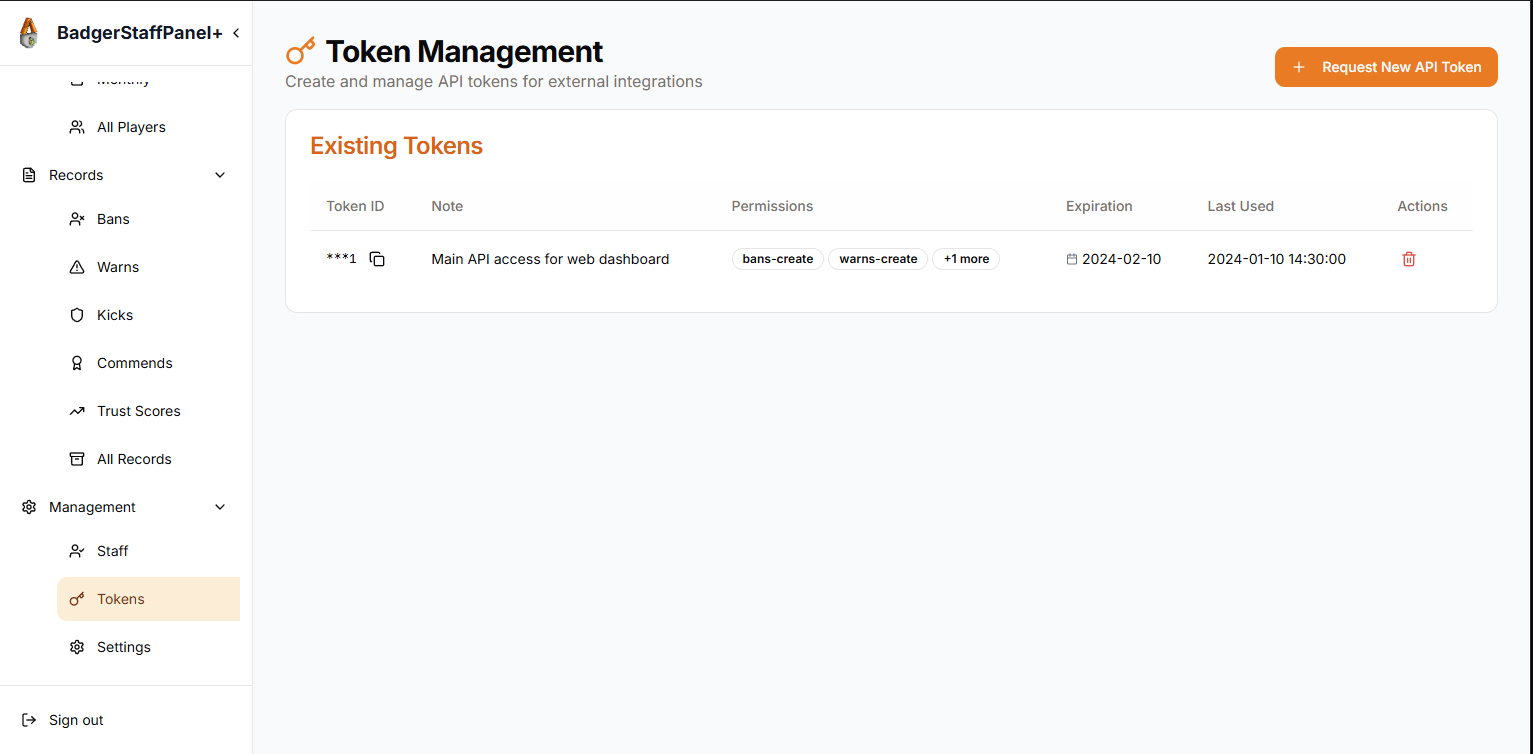 BadgerStaffPanel+
Monthly
All Players
Records
Bans
Warns
Kicks
Commends
Trust Scores
All Records
Management
Staff
Tokens
Settings
Sign out
Token Management
Create and manage API tokens for external integrations
+ Request New API Token
Existing Tokens
Token ID Note Permissions Expiration Last Used Actions
***1 Main API access for web dashboard bans-create warns-create +1 more 2024-02-10 2024-01-10 14:30:00